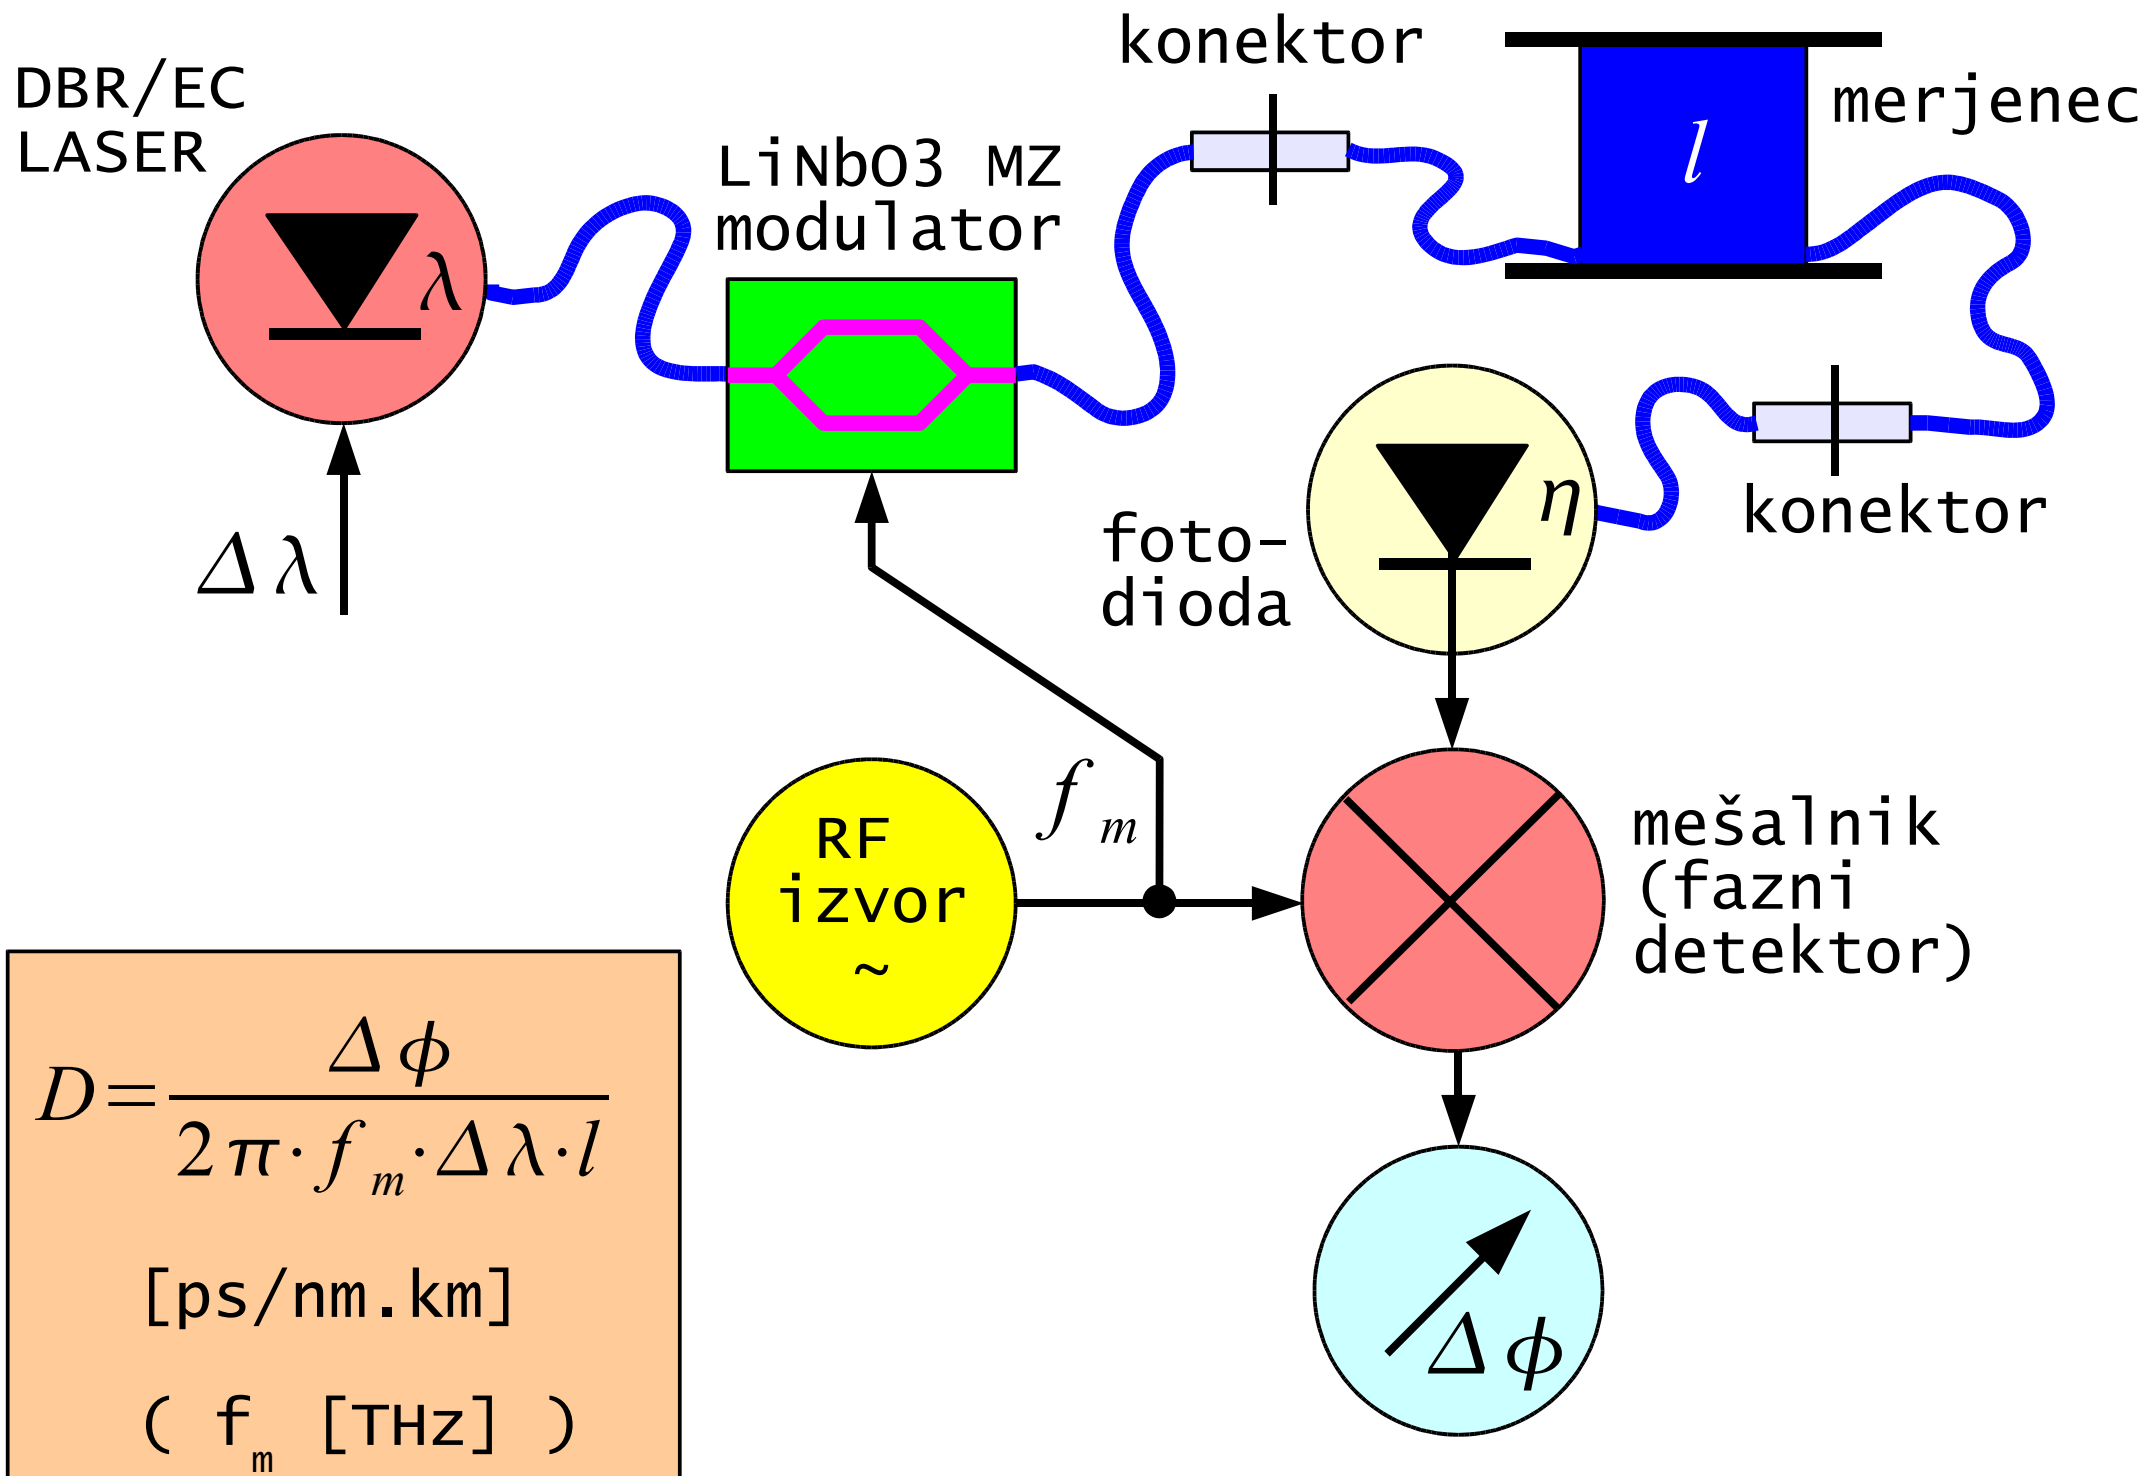 konektor
DBR/EC
LASER
merjenec
l
LiNbO3 MZ
modulator
λ
konektor
η
foto-
dioda
Δλ
f m
RF
izvor
~
mešalnik
(fazni
detektor)
D = Δϕ / 2π·f m·Δλ·l
[ps/nm.km]
( fm [THz] )
Δϕ